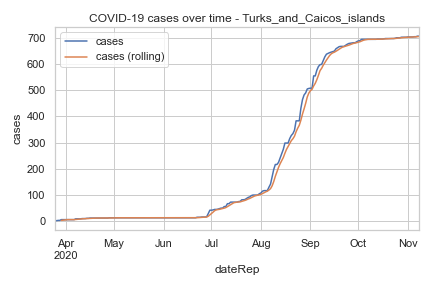 COVID-19 cases over time - Turks_and_Caicos_islands
cases
cases (rolling)
700
600
500
400
300
200
100
0
cases
Apr May Jun Jul Aug Sep Oct Nov
2020
dateRep